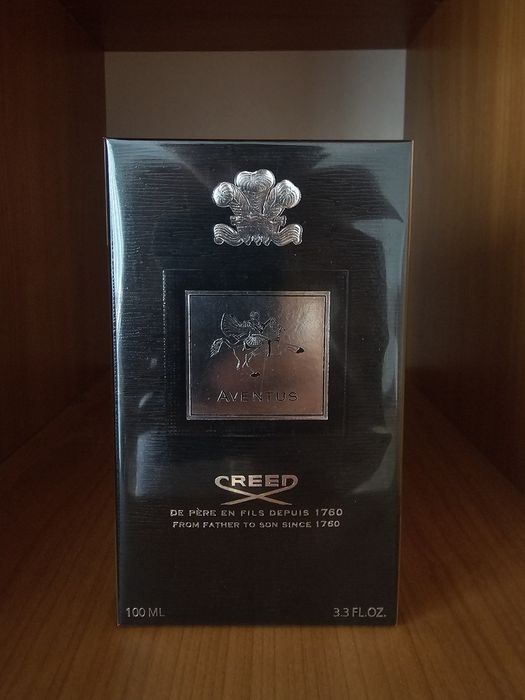 AVENTUS
CREED
DE PÈRE EN FILS DEPUIS 1760
FROM FATHER TO SON SINCE 1760
100 ML 3.3 FL.OZ.